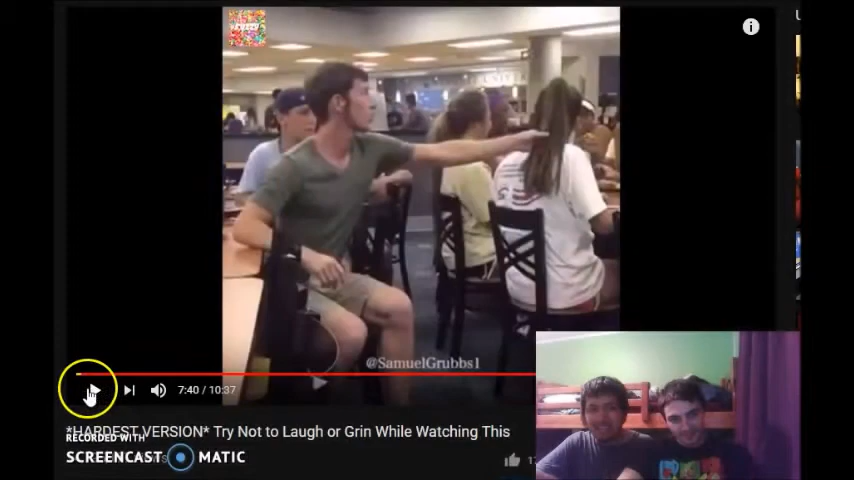 @SamuelGrubbs1
7:40 / 10:37
*HARDEST VERSION* Try Not to Laugh or Grin While Watching This
RECORDED WITH
SCREENCAST MATIC